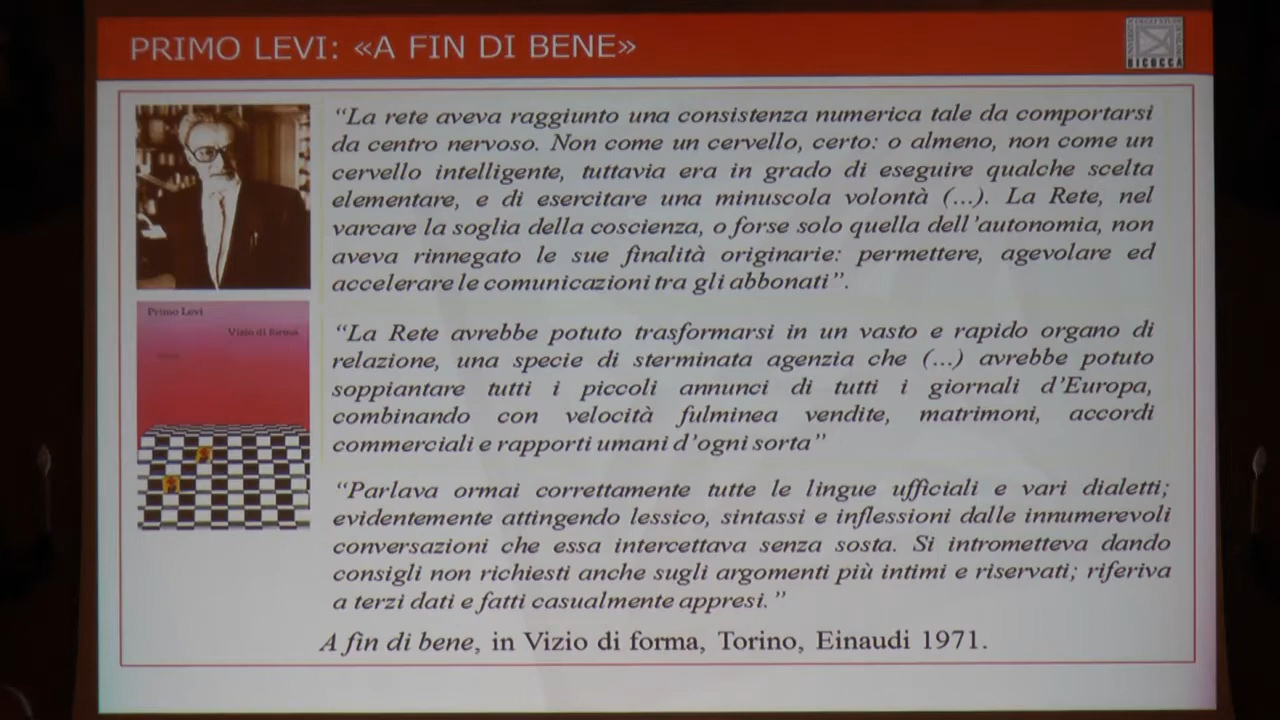 PRIMO LEVI: «A FIN DI BENE»
BICOCCA
“La rete aveva raggiunto una consistenza numerica tale da comportarsi
da centro nervoso. Non come un cervello, certo: o almeno, non come un
cervello intelligente, tuttavia era in grado di eseguire qualche scelta
elementare, e di esercitare una minuscola volontà (...). La Rete, nel
varcare la soglia della coscienza, o forse solo quella dell’autonomia, non
aveva rinnegato le sue finalità originarie: permettere, agevolare ed
accelerare le comunicazioni tra gli abbonati”.
Primo Levi
Vizio di forma
“La Rete avrebbe potuto trasformarsi in un vasto e rapido organo di
relazione, una specie di sterminata agenzia che (...) avrebbe potuto
soppiantare tutti i piccoli annunci di tutti i giornali d’Europa,
combinando con velocità fulminea vendite, matrimoni, accordi
commerciali e rapporti umani d’ogni sorta”
“Parlava ormai correttamente tutte le lingue ufficiali e vari dialetti;
evidentemente attingendo lessico, sintassi e inflessioni dalle innumerevoli
conversazioni che essa intercettava senza sosta. Si intrometteva dando
consigli non richiesti anche sugli argomenti più intimi e riservati; riferiva
a terzi dati e fatti casualmente appresi.”
A fin di bene, in Vizio di forma, Torino, Einaudi 1971.